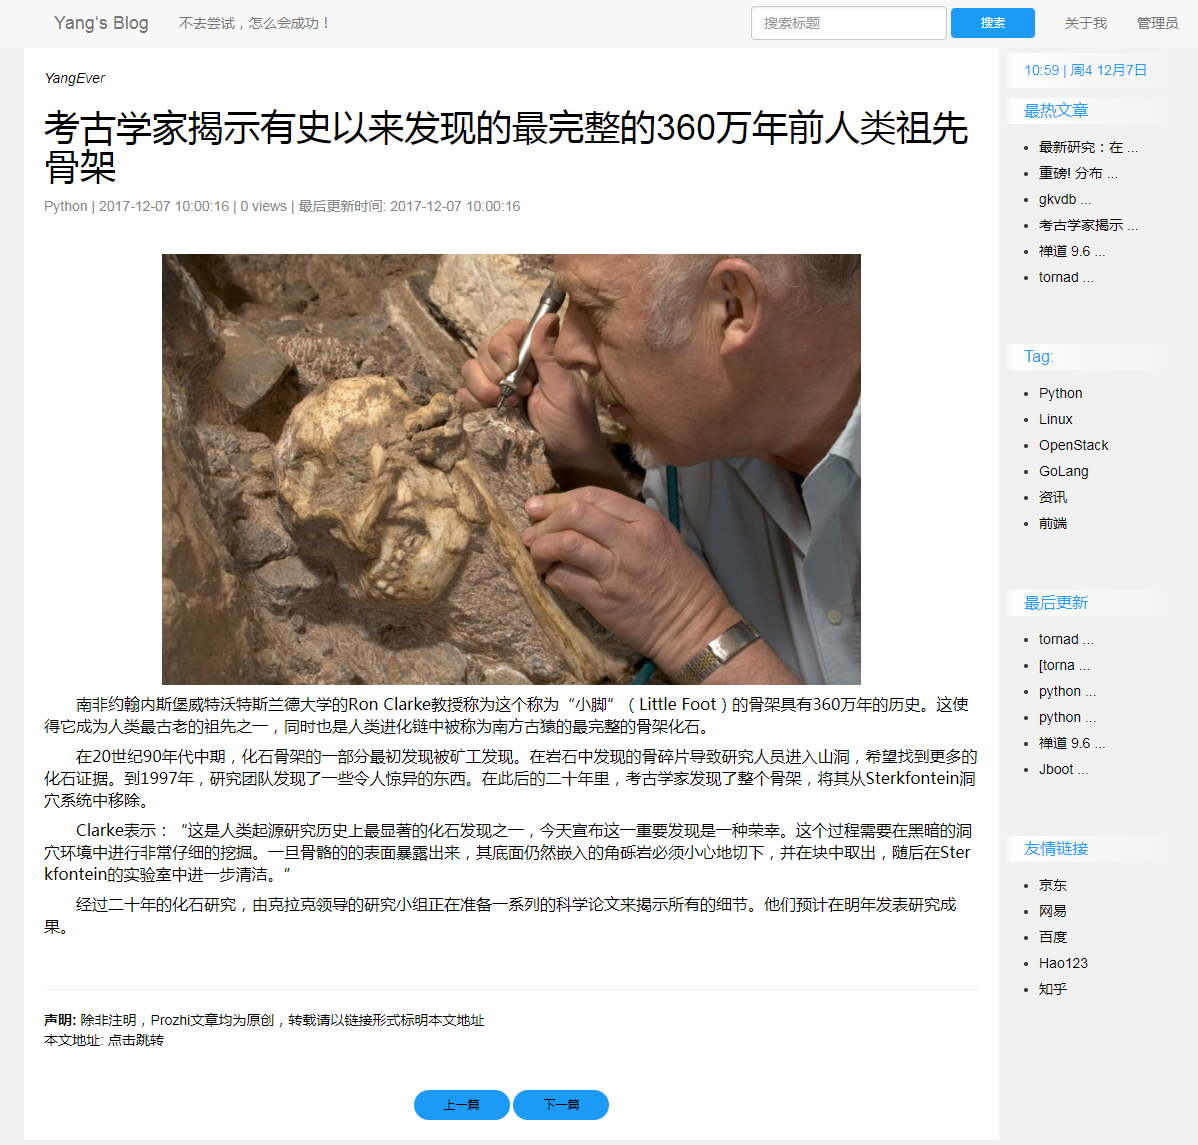 Yang‘s Blog 不去尝试，怎么会成功！ 搜索标题 搜索 关于我 管理员
YangEver
考古学家揭示有史以来发现的最完整的360万年前人类祖先
骨架
Python | 2017-12-07 10:00:16 | 0 views | 最后更新时间: 2017-12-07 10:00:16
南非约翰内斯堡威特沃特斯兰德大学的Ron Clarke教授称为这个称为“小脚”（Little Foot）的骨架具有360万年的历史。这使
得它成为人类最古老的祖先之一，同时也是人类进化链中被称为南方古猿的最完整的骨架化石。
在20世纪90年代中期，化石骨架的一部分最初发现被矿工发现。在岩石中发现的骨碎片导致研究人员进入山洞，希望找到更多的
化石证据。到1997年，研究团队发现了一些令人惊异的东西。在此后的二十年里，考古学家发现了整个骨架，将其从Sterkfontein洞
穴系统中移除。
Clarke表示：“这是人类起源研究历史上最显著的化石发现之一，今天宣布这一重要发现是一种荣幸。这个过程需要在黑暗的洞
穴环境中进行非常仔细的挖掘。一旦骨骼的的表面暴露出来，其底面仍然嵌入的角砾岩必须小心地切下，并在块中取出，随后在Ster
kfontein的实验室中进一步清洁。”
经过二十年的化石研究，由克拉克领导的研究小组正在准备一系列的科学论文来揭示所有的细节。他们预计在明年发表研究成
果。
声明: 除非注明，Prozhi文章均为原创，转载请以链接形式标明本文地址
本文地址: 点击跳转
上一篇 下一篇
10:59 | 周4 12月7日
最热文章
最新研究：在 ...
重磅! 分布 ...
gkvdb ...
考古学家揭示 ...
禅道 9.6 ...
tornad ...
Tag:
Python
Linux
OpenStack
GoLang
资讯
前端
最后更新
tornad ...
[torna ...
python ...
python ...
禅道 9.6 ...
Jboot ...
友情链接
京东
网易
百度
Hao123
知乎